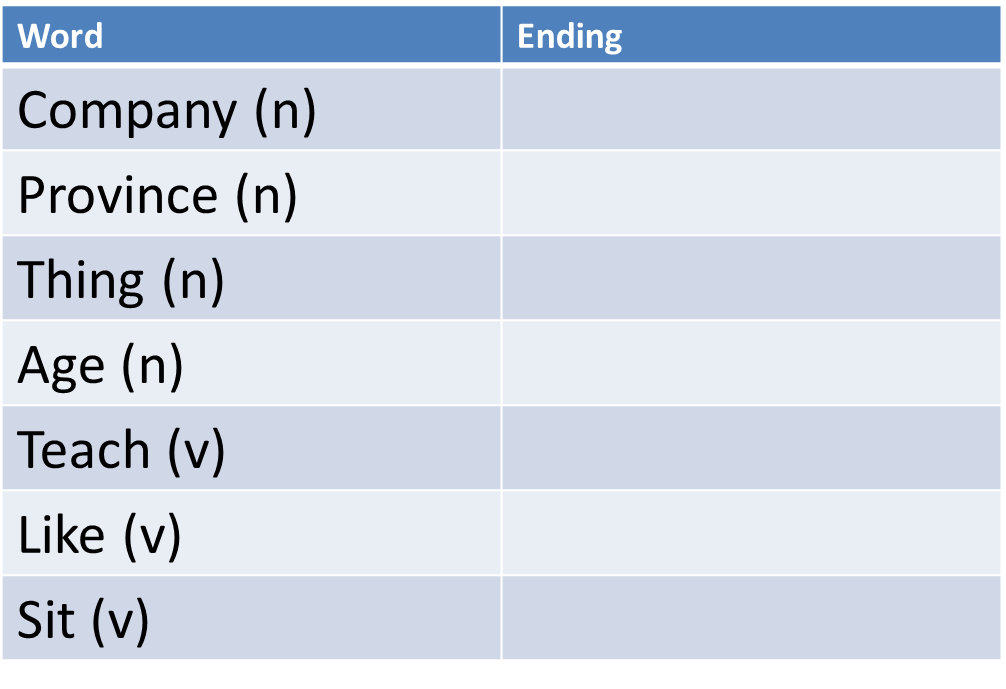 Word Ending
Company (n)
Province (n)
Thing (n)
Age (n)
Teach (v)
Like (v)
Sit (v)